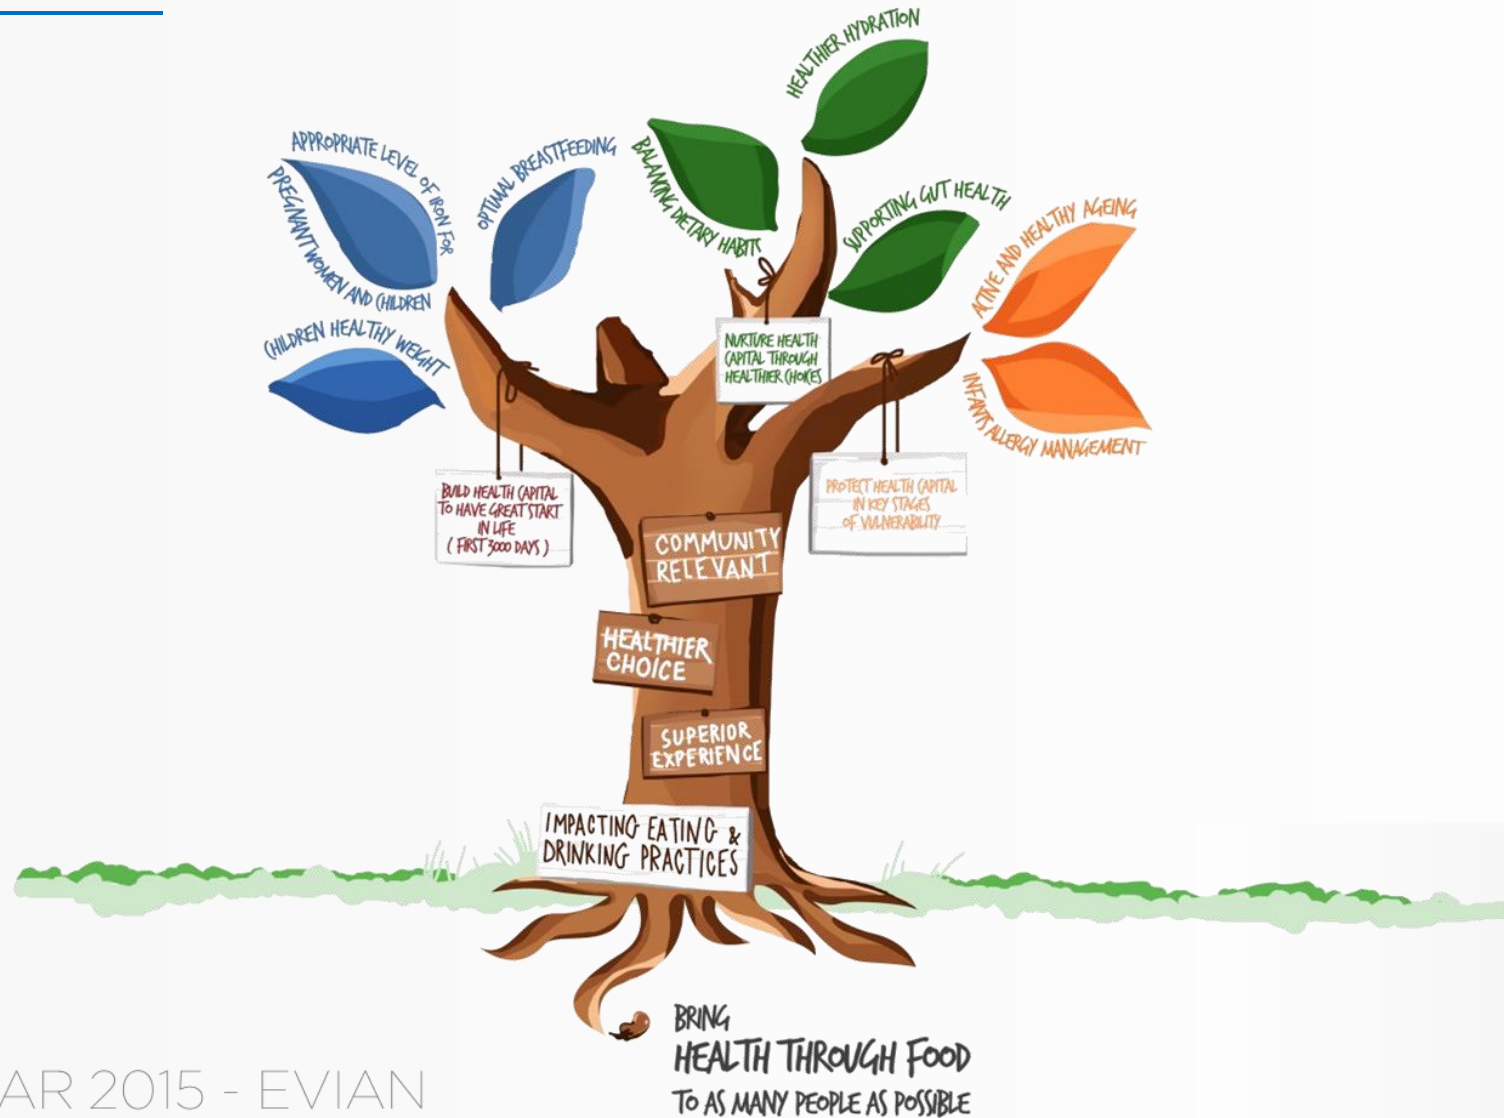 HEALTHIER HYDRATION
BALANCING DIETARY HABITS
SUPPORTING GUT HEALTH
APPROPRIATE LEVEL OF IRON FOR
PREGNANT WOMEN AND CHILDREN
OPTIMAL BREASTFEEDING
CHILDREN HEALTHY WEIGHT
ACTIVE AND HEALTHY AGEING
INFANTS ALLERGY MANAGEMENT
NURTURE HEALTH
CAPITAL THROUGH
HEALTHIER CHOICES
BUILD HEALTH CAPITAL
TO HAVE GREAT START
IN LIFE
( FIRST 3000 DAYS )
PROTECT HEALTH CAPITAL
IN KEY STAGES
OF VULNERABILITY
COMMUNITY
RELEVANT
HEALTHIER
CHOICE
SUPERIOR
EXPERIENCE
IMPACTING EATING &
DRINKING PRACTICES
BRING
HEALTH THROUGH FOOD
TO AS MANY PEOPLE AS POSSIBLE
AR 2015 - EVIAN